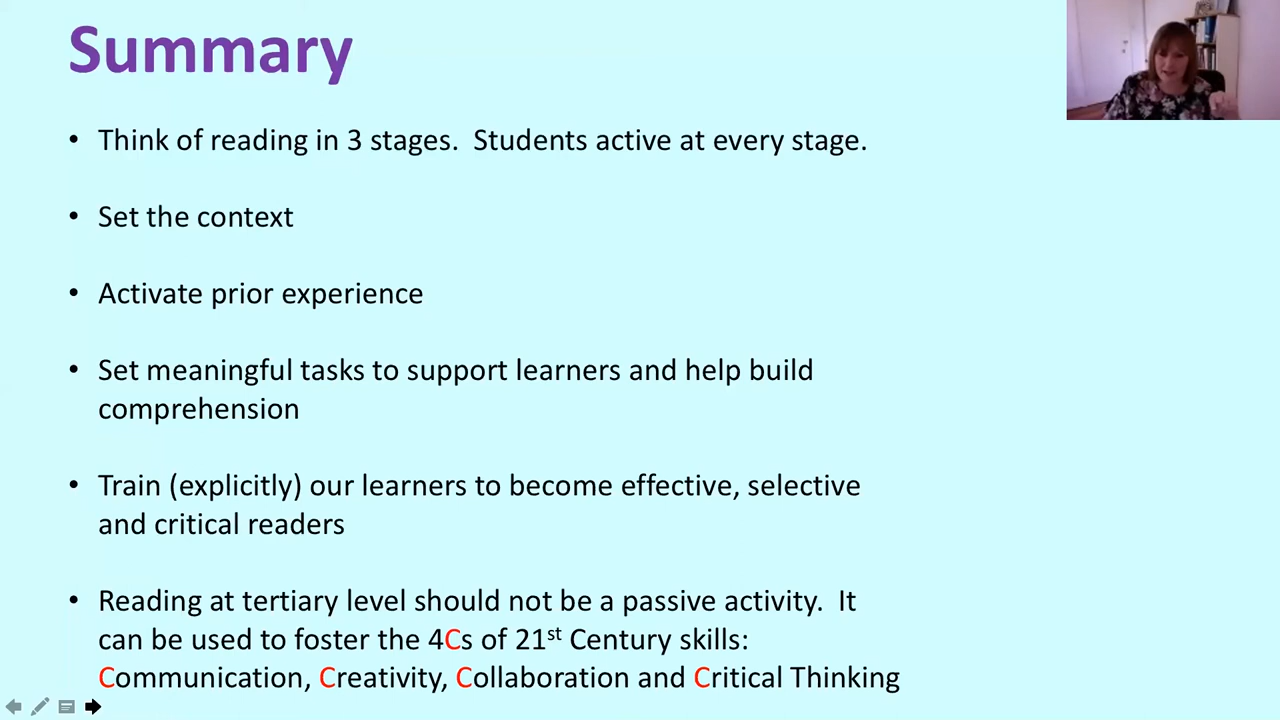 Summary
• Think of reading in 3 stages.  Students active at every stage.
• Set the context
• Activate prior experience
• Set meaningful tasks to support learners and help build
comprehension
• Train (explicitly) our learners to become effective, selective
and critical readers
• Reading at tertiary level should not be a passive activity.  It
can be used to foster the 4Cs of 21st Century skills:
Communication, Creativity, Collaboration and Critical Thinking